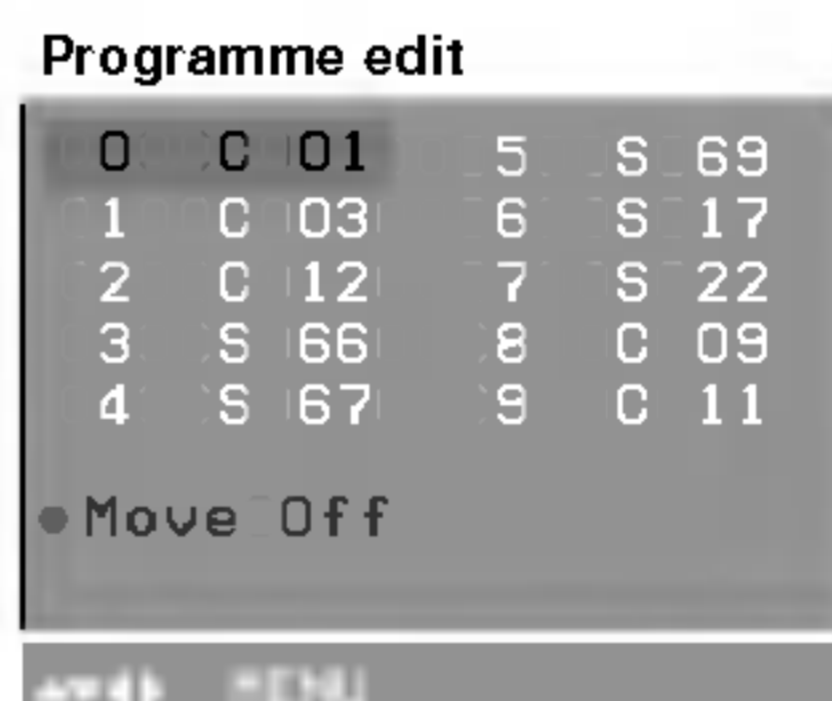 Programme edit
0 C 01 5 S 69
1 C 03 6 S 17
2 C 12 7 S 22
3 S 66 8 C 09
4 S 67 9 C 11
Move Off
MENU